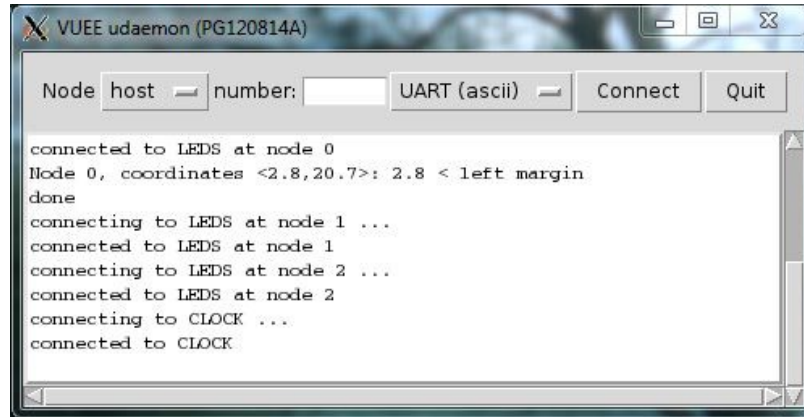 VUEE udaemon (PG120814A)
Node host number: UART (ascii) Connect Quit
connected to LEDS at node 0
Node 0, coordinates <2.8,20.7>: 2.8 < left margin
done
connecting to LEDS at node 1 ...
connected to LEDS at node 1
connecting to LEDS at node 2 ...
connected to LEDS at node 2
connecting to CLOCK ...
connected to CLOCK